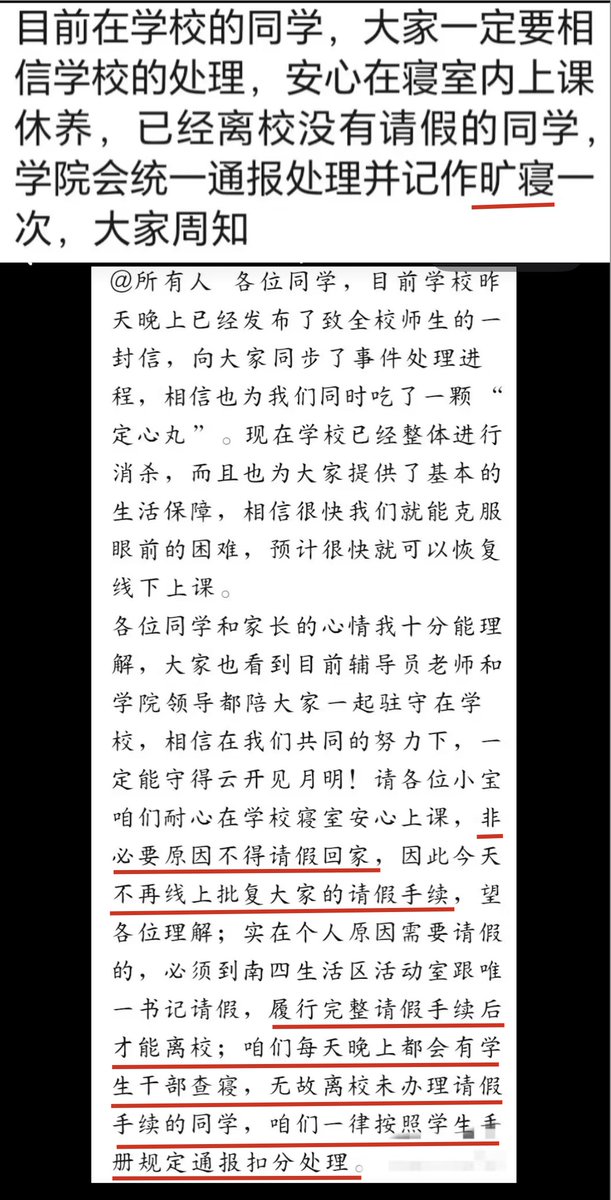 目前在学校的同学，大家一定要相
信学校的处理，安心在寝室内上课
休养，已经离校没有请假的同学，
学院会统一通报处理并记作旷寝一
次，大家周知
@所有人 各位同学，目前学校昨
天晚上已经发布了致全校师生的一
封信，向大家同步了事件处理进
程，相信也为我们同时吃了一颗“
定心丸”。现在学校已经整体进行
消杀，而且也为大家提供了基本的
生活保障，相信很快我们就能克服
眼前的困难，预计很快就可以恢复
线下上课。
各位同学和家长的心情我十分能理
解，大家也看到目前辅导员老师和
学院领导都陪大家一起驻守在学
校，相信在我们共同的努力下，一
定能守得云开见月明！请各位小宝
咱们耐心在学校寝室安心上课，非
必要原因不得请假回家，因此今天
不再线上批复大家的请假手续，望
各位理解；实在个人原因需要请假
的，必须到南四生活区活动室跟唯
一书记请假，履行完整请假手续后
才能离校；咱们每天晚上都会有学
生干部查寝，无故离校未办理请假
手续的同学，咱们一律按照学生手
册规定通报扣分处理。